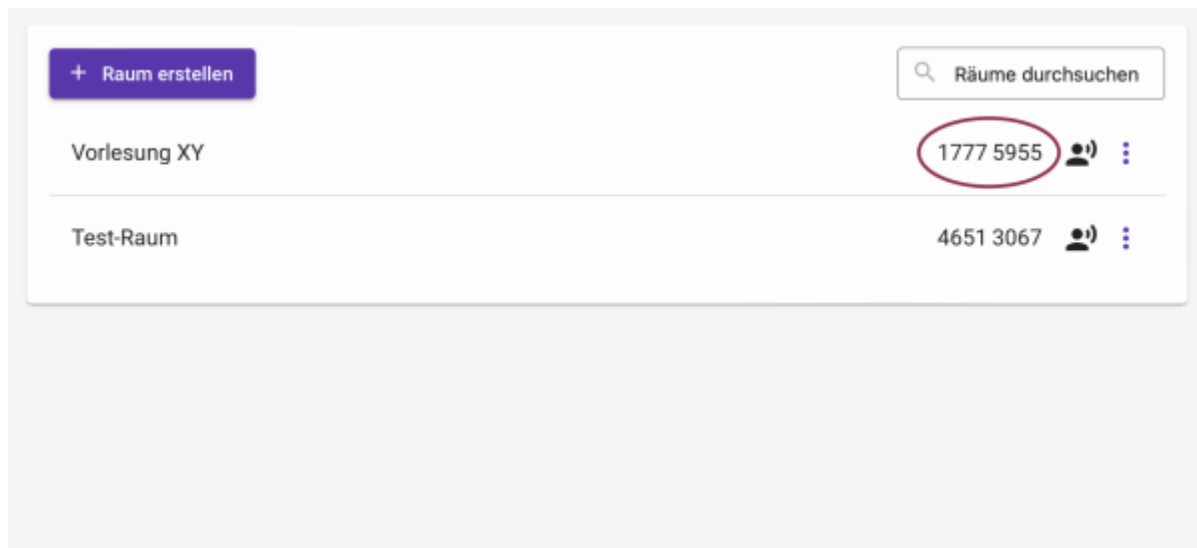 + Raum erstellen
Räume durchsuchen
Vorlesung XY 1777 5955
Test-Raum 4651 3067